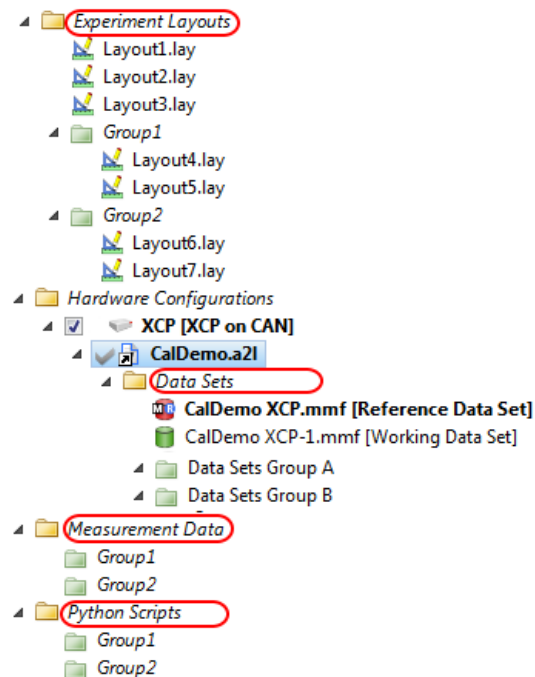 Experiment Layouts
Layout1.lay
Layout2.lay
Layout3.lay
Group1
Layout4.lay
Layout5.lay
Group2
Layout6.lay
Layout7.lay
Hardware Configurations
XCP [XCP on CAN]
CalDemo.a2l
Data Sets
CalDemo XCP.mmf [Reference Data Set]
CalDemo XCP-1.mmf [Working Data Set]
Data Sets Group A
Data Sets Group B
Measurement Data
Group1
Group2
Python Scripts
Group1
Group2